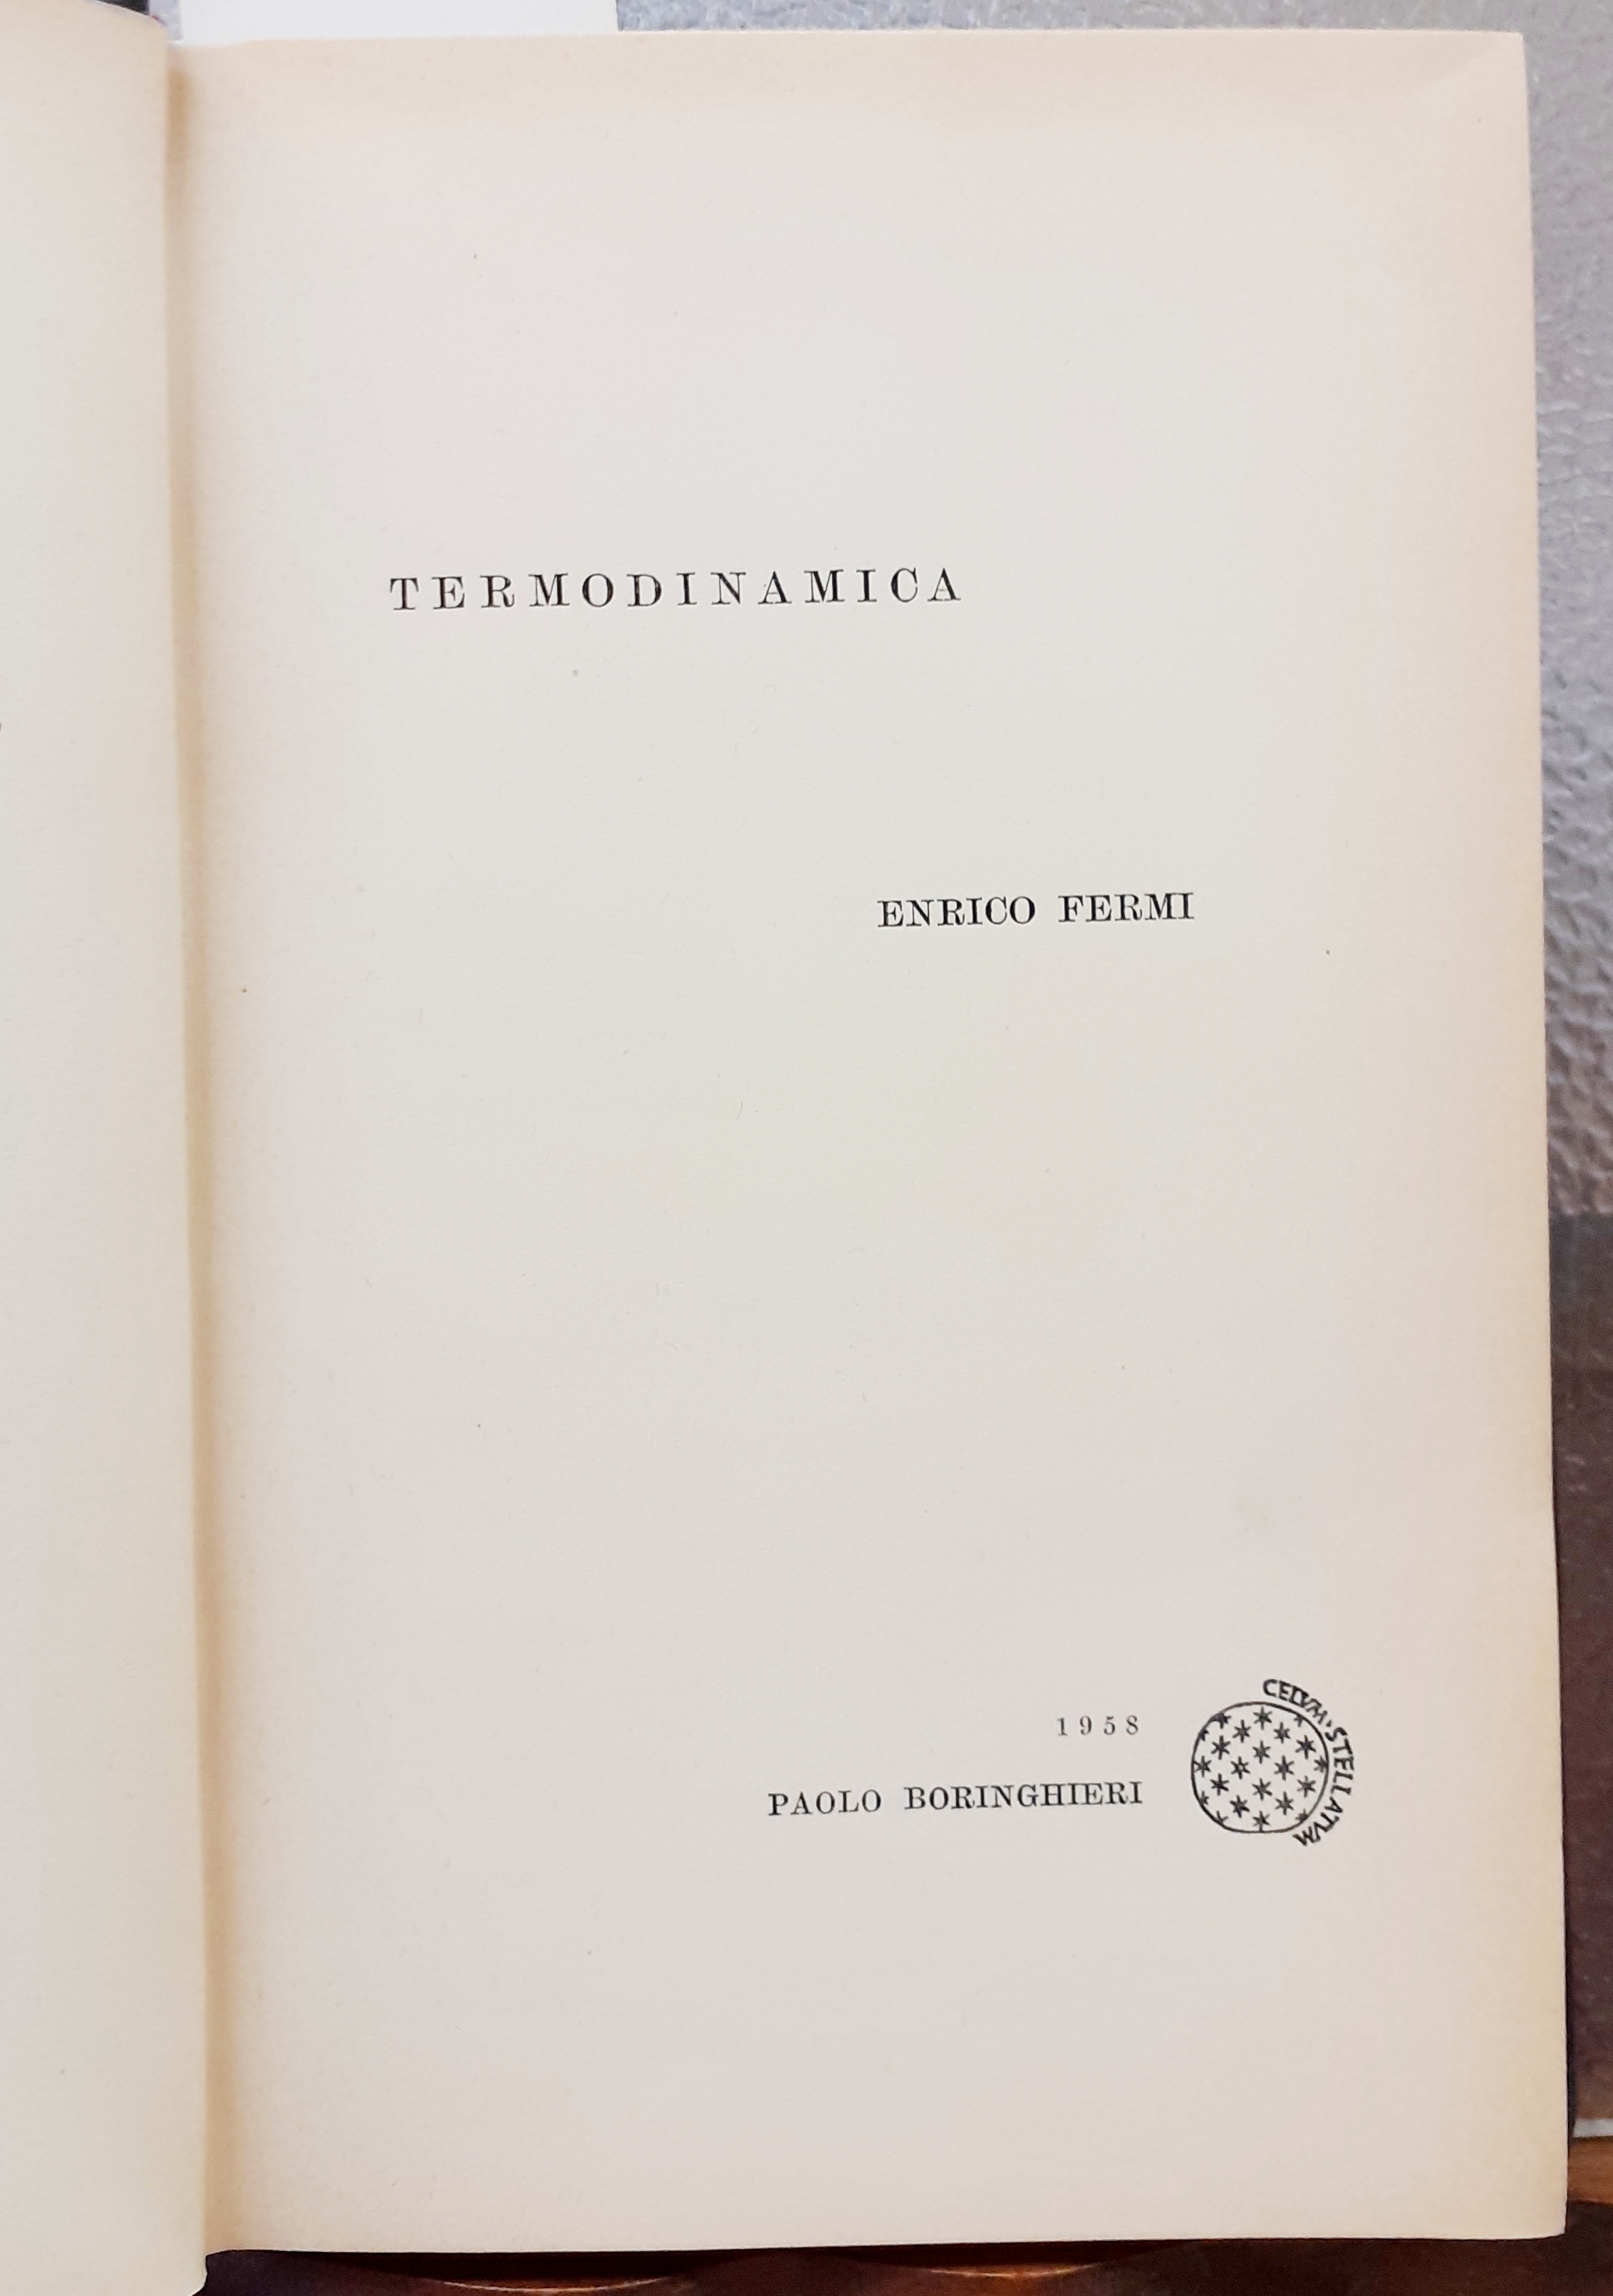 TERMODINAMICA
ENRICO FERMI
1958
PAOLO BORINGHIERI
CELVM·STELLATVM